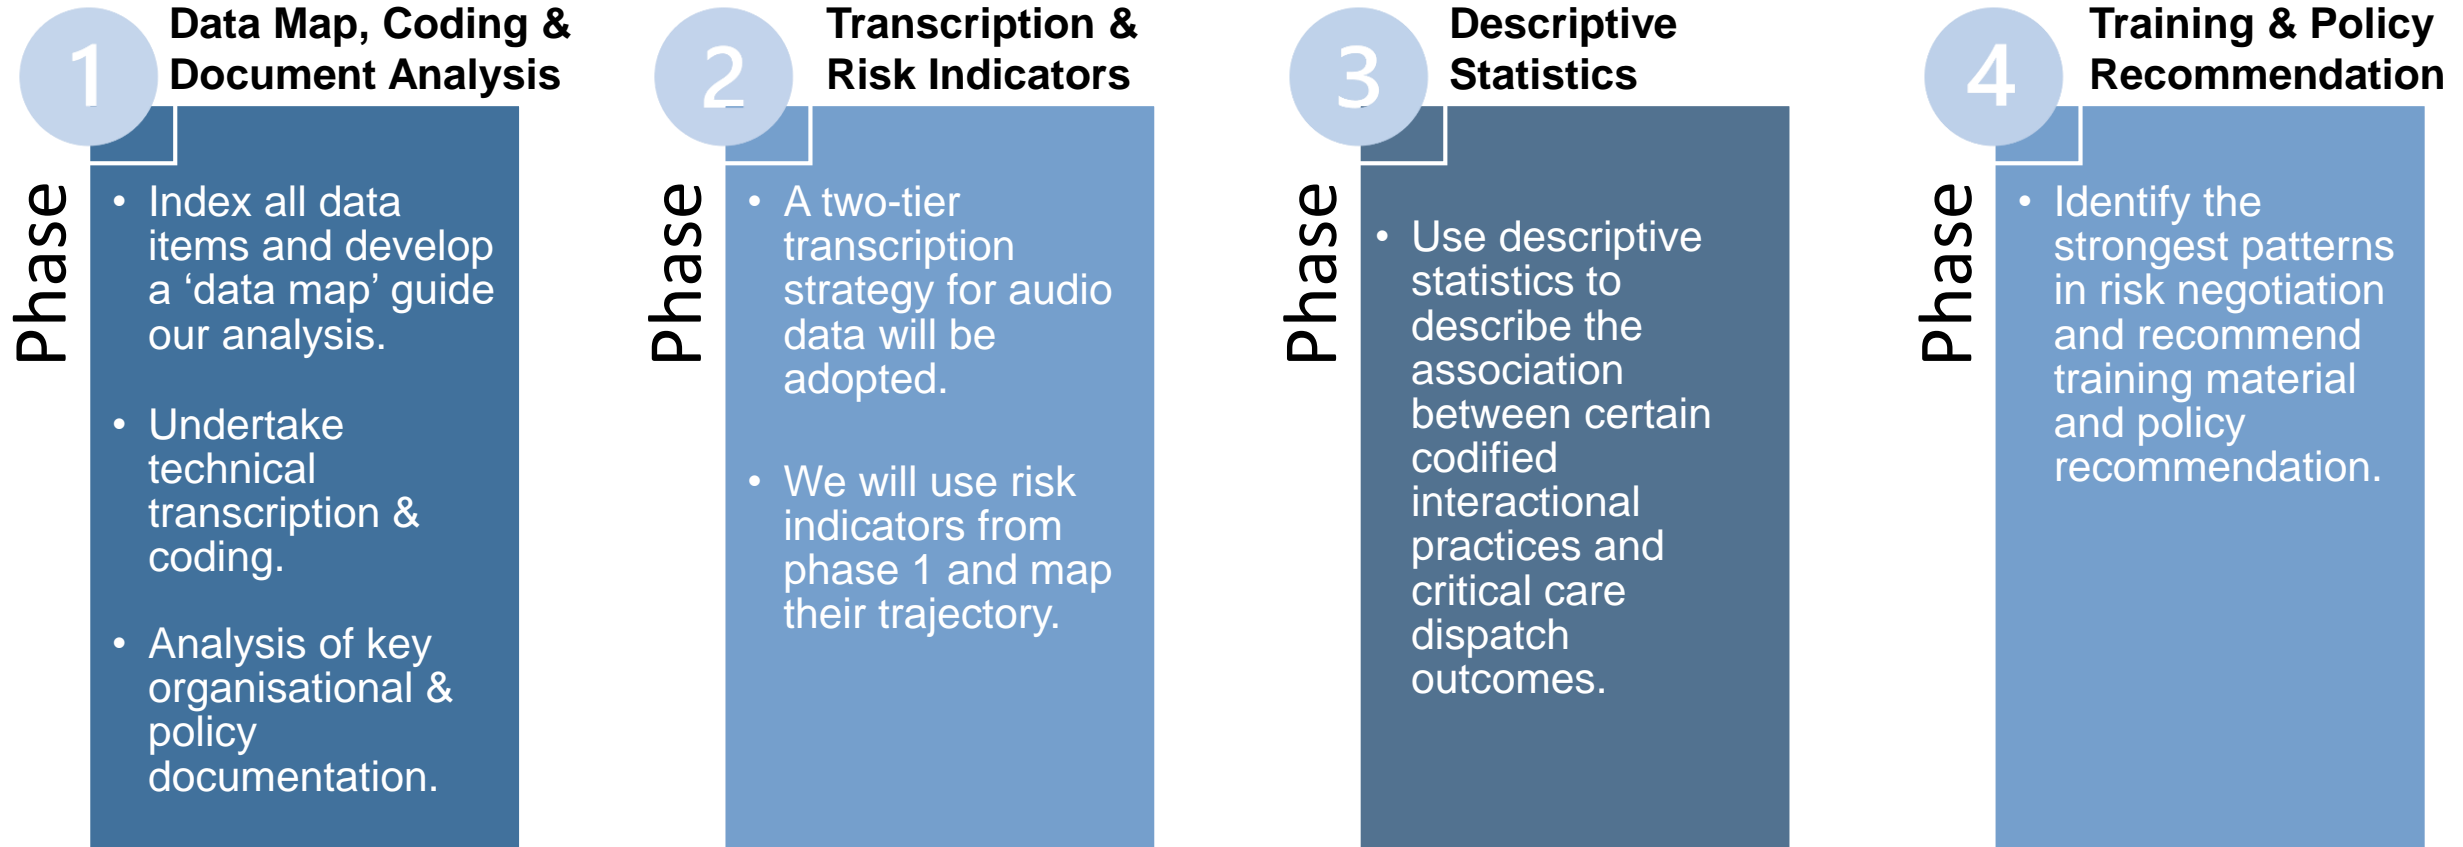 1
Data Map, Coding &
Document Analysis
Phase
• Index all data
items and develop
a ‘data map’ guide
our analysis.
• Undertake
technical
transcription &
coding.
• Analysis of key
organisational &
policy
documentation.
2
Transcription &
Risk Indicators
Phase
• A two-tier
transcription
strategy for audio
data will be
adopted.
• We will use risk
indicators from
phase 1 and map
their trajectory.
3
Descriptive
Statistics
Phase
• Use descriptive
statistics to
describe the
association
between certain
codified
interactional
practices and
critical care
dispatch
outcomes.
4
Training & Policy
Recommendation
Phase
• Identify the
strongest patterns
in risk negotiation
and recommend
training material
and policy
recommendation.